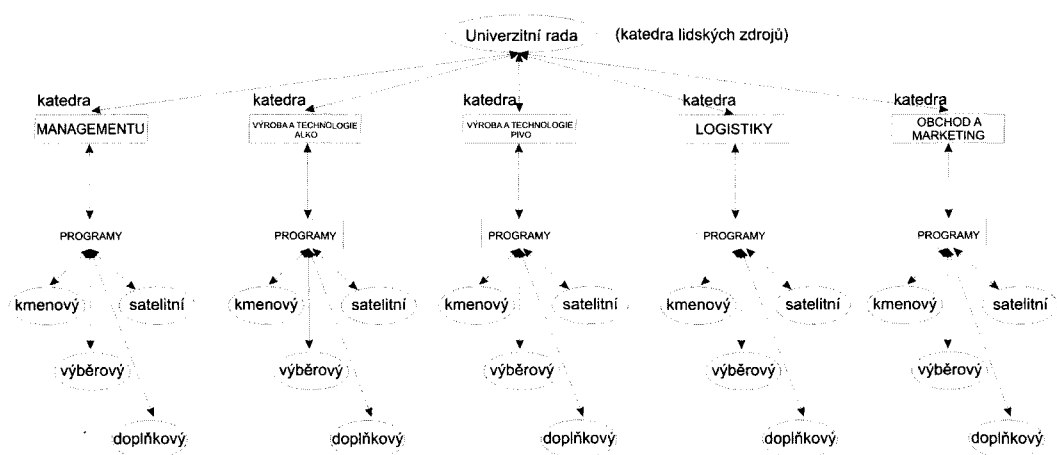 Univerzitní rada (katedra lidských zdrojů)
katedra katedra katedra katedra katedra
MANAGEMENTU
VÝROBA A TECHNOLOGIE
ALKO
VÝROBA A TECHNOLOGIE
PIVO
LOGISTIKY
OBCHOD A
MARKETING
PROGRAMY PROGRAMY PROGRAMY PROGRAMY PROGRAMY
kmenový satelitní kmenový satelitní kmenový satelitní kmenový satelitní kmenový satelitní
výběrový výběrový výběrový výběrový výběrový
doplňkový doplňkový doplňkový doplňkový doplňkový